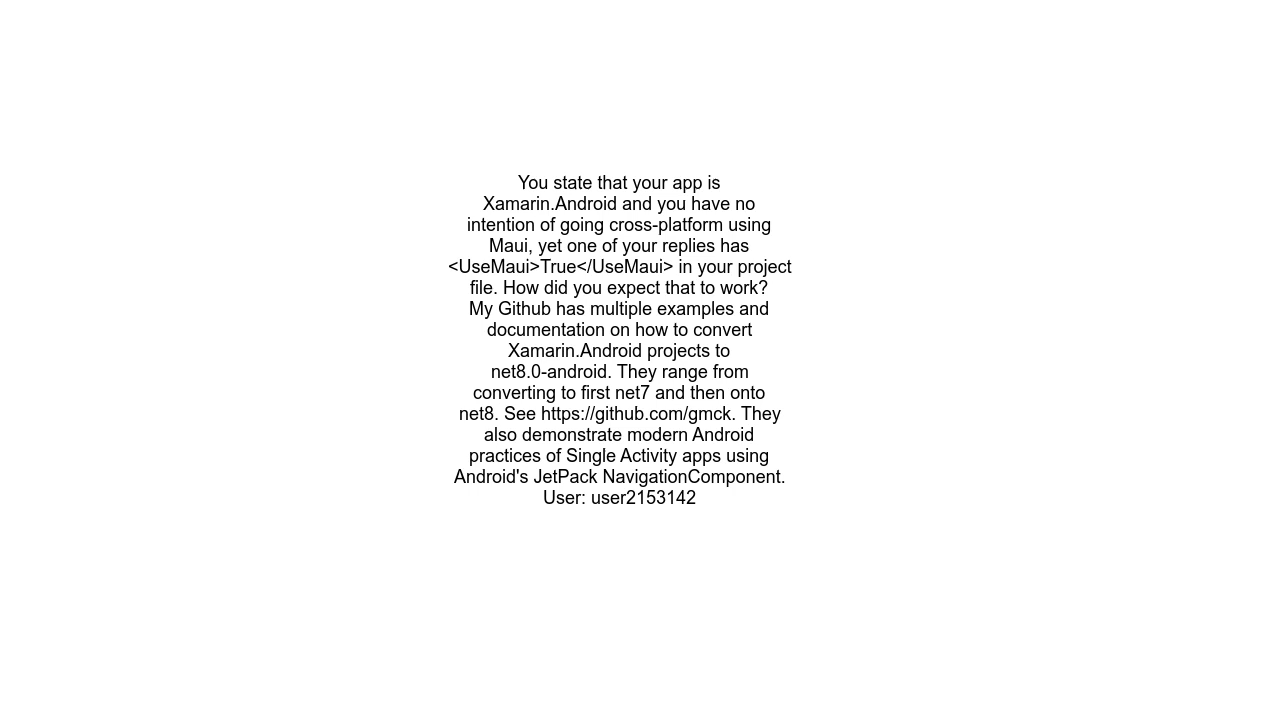 You state that your app is
Xamarin.Android and you have no
intention of going cross-platform using
Maui, yet one of your replies has
<UseMaui>True</UseMaui> in your project
file. How did you expect that to work?
My Github has multiple examples and
documentation on how to convert
Xamarin.Android projects to
net8.0-android. They range from
converting to first net7 and then onto
net8. See https://github.com/gmck. They
also demonstrate modern Android
practices of Single Activity apps using
Android's JetPack NavigationComponent.
User: user2153142